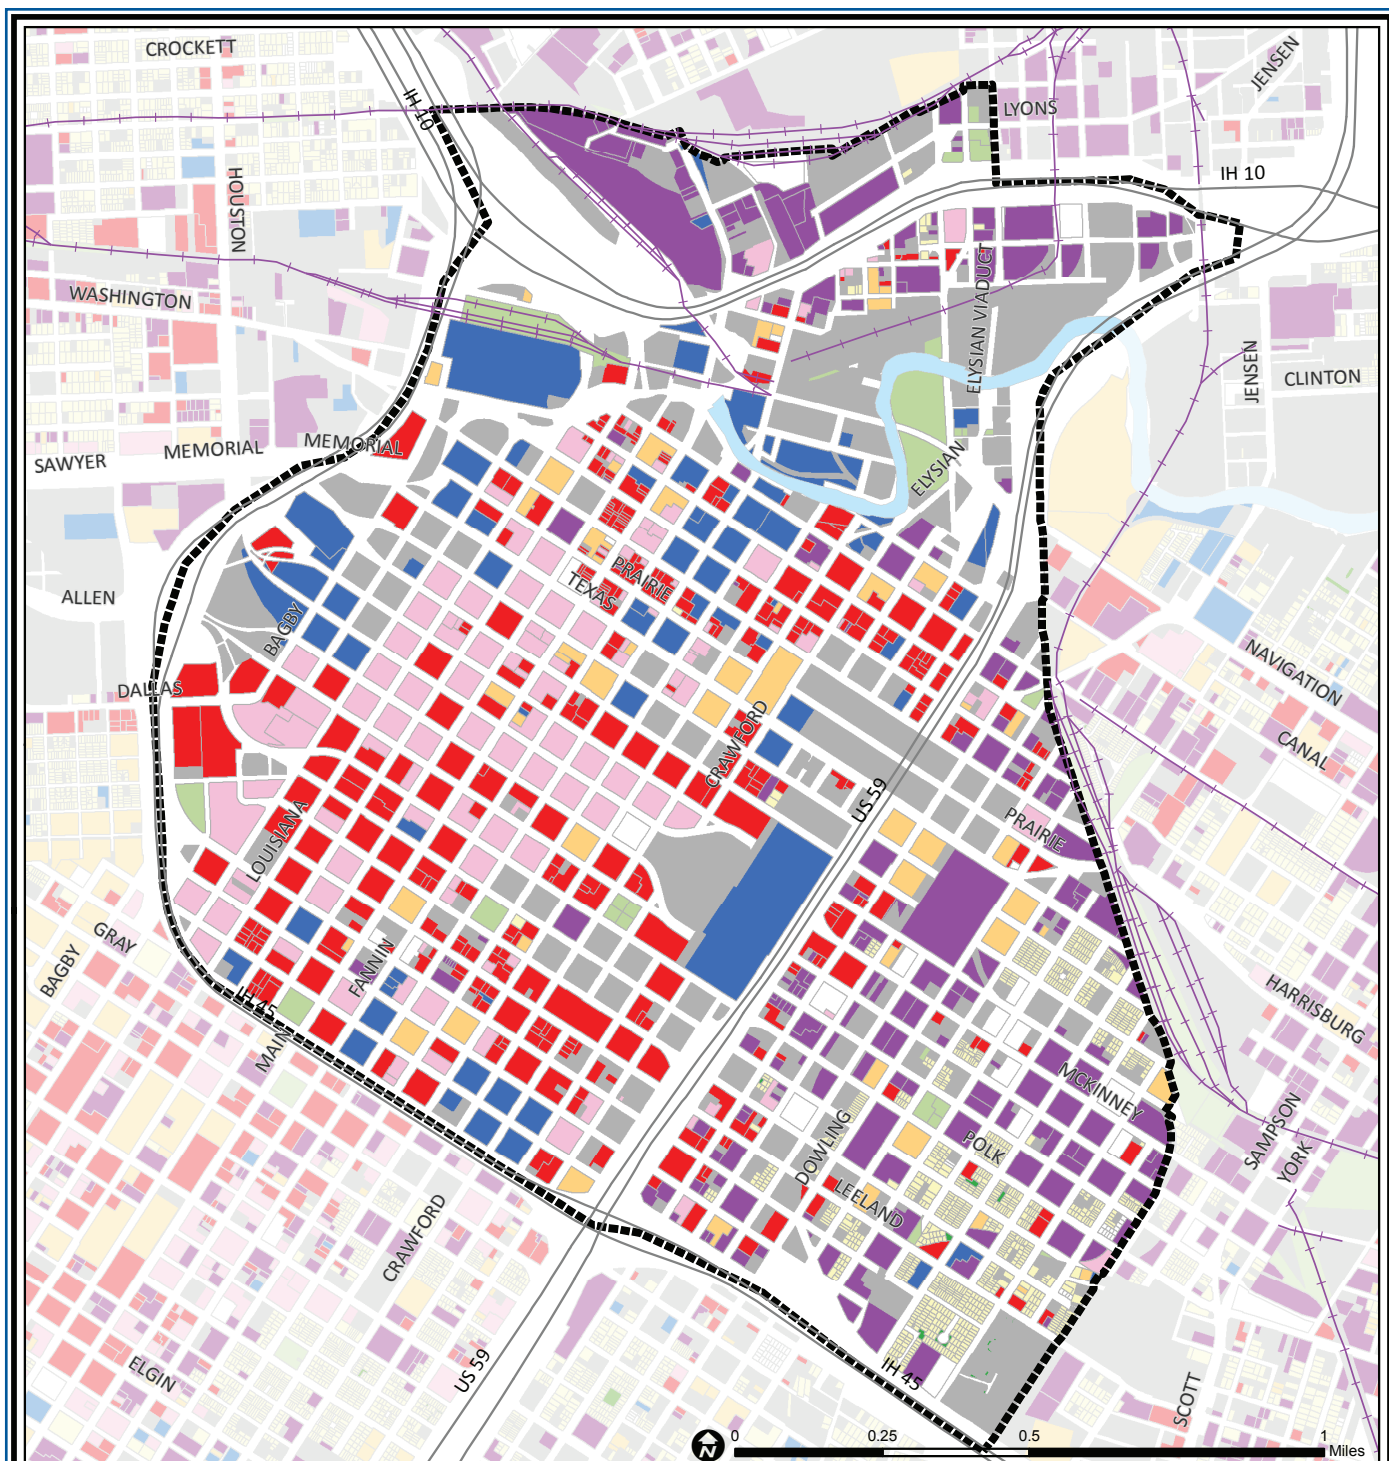 CROCKETT
JENSEN
IH 10
LYONS
IH 10
HOUSTON
WASHINGTON
ELYSIAN VIADUCT
JENSEN
CLINTON
MEMORIAL
MEMORIAL
SAWYER
ELYSIAN
PRAIRIE
TEXAS
ALLEN
BAGBY
NAVIGATION
DALLAS
CRAWFORD
CANAL
US 59
PRAIRIE
LOUISIANA
GRAY
BAGBY
FANNIN
HARRISBURG
IH 45
MAIN
MCKINNEY
SAMPSON
POLK
YORK
DOWLING
LEELAND
CRAWFORD
ELGIN
US 59
IH 45
SCOTT
N
0 0.25 0.5 1
Miles